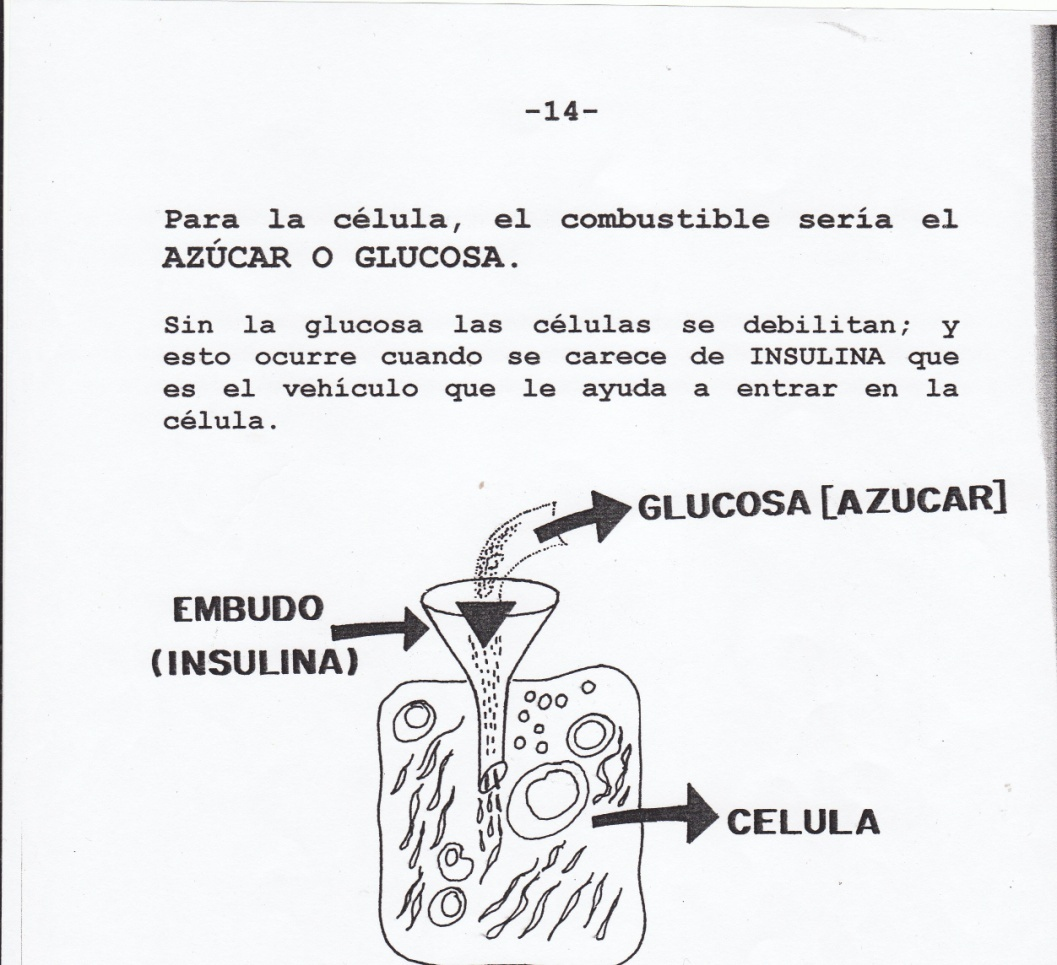 -14-
Para la célula, el combustible sería el
AZÚCAR O GLUCOSA.
Sin la glucosa las células se debilitan; y
esto ocurre cuando se carece de INSULINA que
es el vehículo que le ayuda a entrar en la
célula.
GLUCOSA [AZUCAR]
EMBUDO
(INSULINA)
CELULA